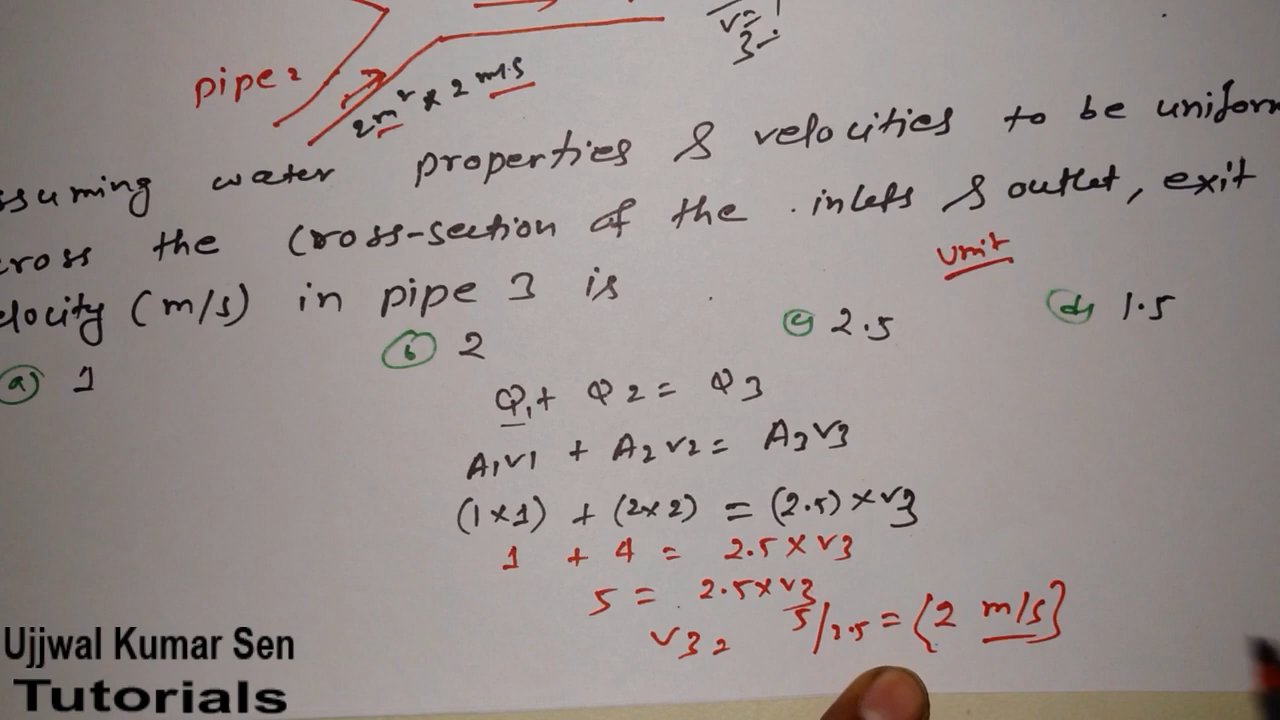 v= ?
3
pipe 2
2m² × 2 m/s
ssuming water properties & velocities to be uniform
cross the cross-section of the inlets & outlet, exit
elocity (m/s) in pipe 3 is
unit
a) 1
b) 2
c) 2.5
d) 1.5
Q1 + Q2 = Q3
A1V1 + A2V2 = A3V3
(1×1) + (2×2) = (2.5) × V3
1 + 4 = 2.5 × V3
5 = 2.5 × V3
V3 = 5/2.5 = {2 m/s}
Ujjwal Kumar Sen
Tutorials